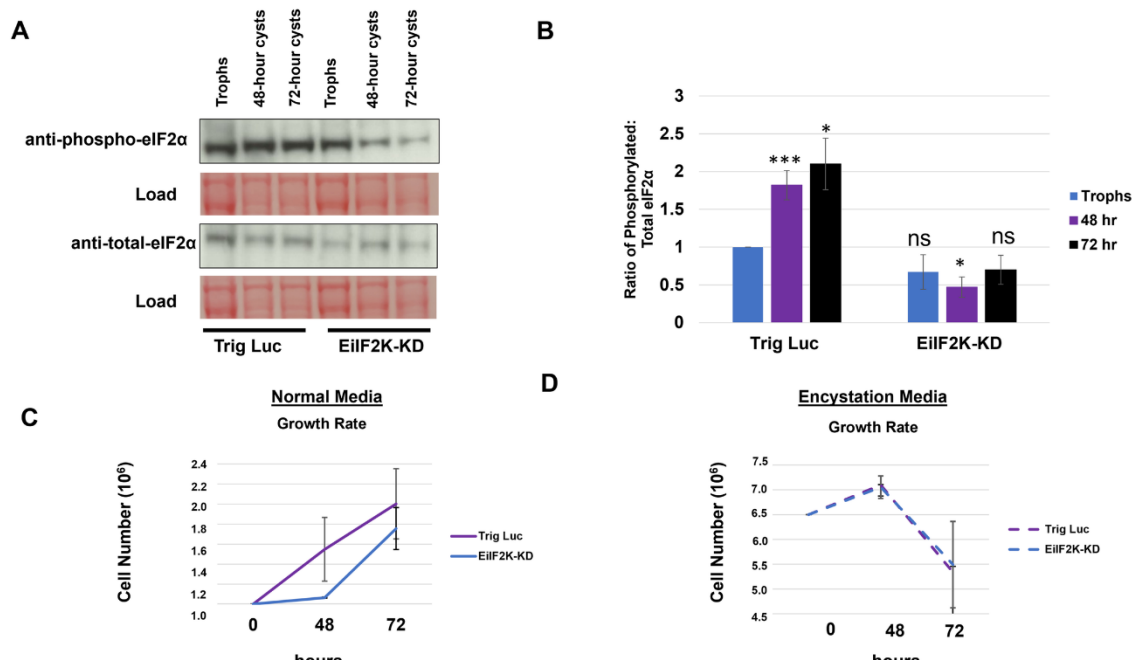 A
Trophs
48-hour cysts
72-hour cysts
Trophs
48-hour cysts
72-hour cysts
anti-phospho-eIF2α
Load
anti-total-eIF2α
Load
Trig Luc
EiIF2K-KD
B
Ratio of Phosphorylated:
Total eIF2α
3
2.5
2
1.5
1
0.5
0
***
*
ns
*
ns
Trig Luc
EiIF2K-KD
Trophs
48 hr
72 hr
C
Normal Media
Growth Rate
Cell Number (10⁶)
2.4
2.2
2.0
1.8
1.6
1.4
1.2
1.0
0
48
72
hours
Trig Luc
EiIF2K-KD
D
Encystation Media
Growth Rate
Cell Number (10⁶)
7.5
7.0
6.5
6.0
5.5
5.0
4.5
0
48
72
hours
Trig Luc
EiIF2K-KD